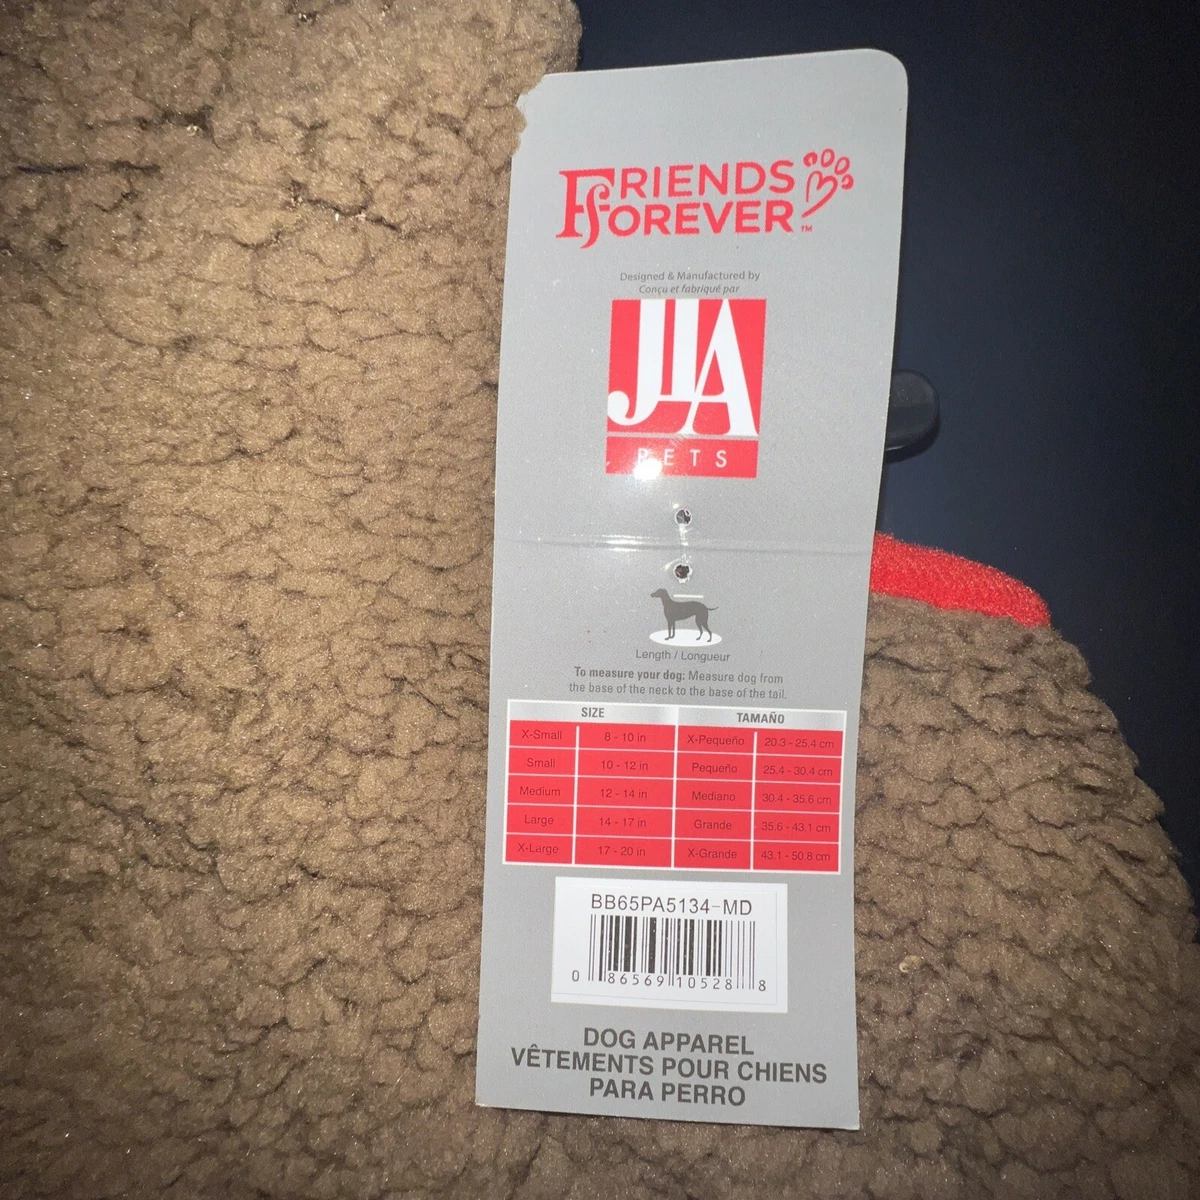 FRIENDS
FOREVER™
Designed & Manufactured by
Conçu et fabriqué par
JLA
PETS
Length / Longueur
To measure your dog: Measure dog from
the base of the neck to the base of the tail.
SIZE TAMAÑO
X-Small 8 - 10 in X-Pequeño 20.3 - 25.4 cm
Small 10 - 12 in Pequeño 25.4 - 30.4 cm
Medium 12 - 14 in Mediano 30.4 - 35.6 cm
Large 14 - 17 in Grande 35.6 - 43.1 cm
X-Large 17 - 20 in X-Grande 43.1 - 50.8 cm
BB65PA5134-MD
0 86569 10528 8
DOG APPAREL
VÊTEMENTS POUR CHIENS
PARA PERRO